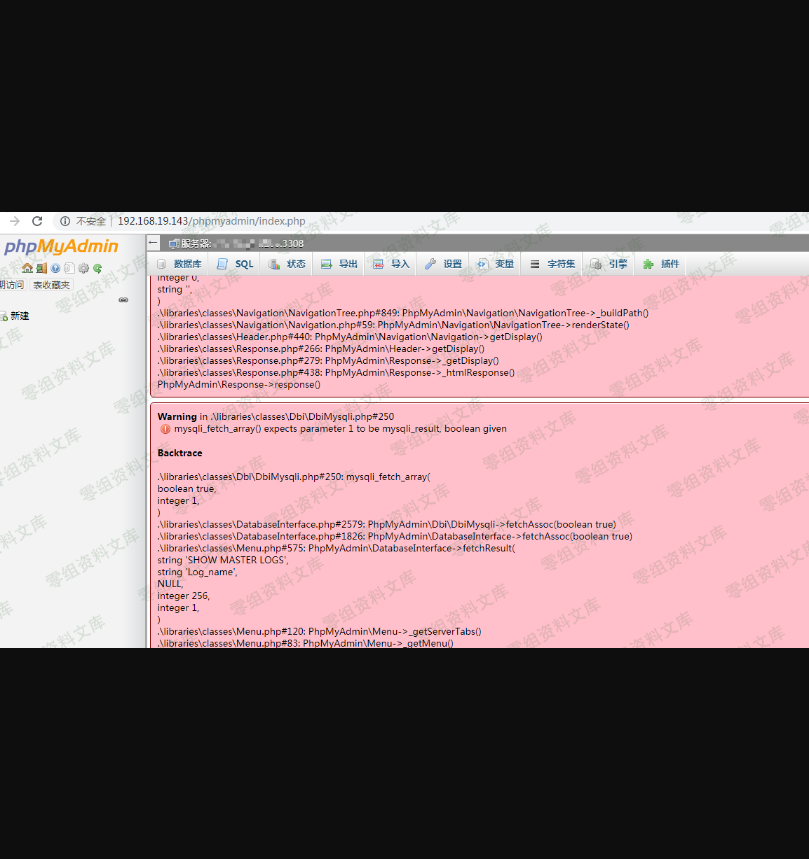 不安全 | 192.168.19.143/phpmyadmin/index.php
phpMyAdmin
服务器: .3308
数据库 SQL 状态 导出 导入 设置 变量 字符集 引擎 插件
期访问 表收藏夹
新建
integer 0,
string '',
)
.\libraries\classes\Navigation\NavigationTree.php#849: PhpMyAdmin\Navigation\NavigationTree->_buildPath()
.\libraries\classes\Navigation\Navigation.php#59: PhpMyAdmin\Navigation\NavigationTree->renderState()
.\libraries\classes\Header.php#440: PhpMyAdmin\Navigation\Navigation->getDisplay()
.\libraries\classes\Response.php#266: PhpMyAdmin\Header->getDisplay()
.\libraries\classes\Response.php#279: PhpMyAdmin\Response->_getDisplay()
.\libraries\classes\Response.php#438: PhpMyAdmin\Response->_htmlResponse()
PhpMyAdmin\Response->response()
Warning in .\libraries\classes\Dbi\DbiMysqli.php#250
mysqli_fetch_array() expects parameter 1 to be mysqli_result, boolean given
Backtrace
.\libraries\classes\Dbi\DbiMysqli.php#250: mysqli_fetch_array(
boolean true,
integer 1,
)
.\libraries\classes\DatabaseInterface.php#2579: PhpMyAdmin\Dbi\DbiMysqli->fetchAssoc(boolean true)
.\libraries\classes\DatabaseInterface.php#1826: PhpMyAdmin\DatabaseInterface->fetchAssoc(boolean true)
.\libraries\classes\Menu.php#575: PhpMyAdmin\DatabaseInterface->fetchResult(
string 'SHOW MASTER LOGS',
string 'Log_name',
NULL,
integer 256,
integer 1,
)
.\libraries\classes\Menu.php#120: PhpMyAdmin\Menu->_getServerTabs()
.\libraries\classes\Menu.php#83: PhpMyAdmin\Menu->_getMenu()
零组资料文库